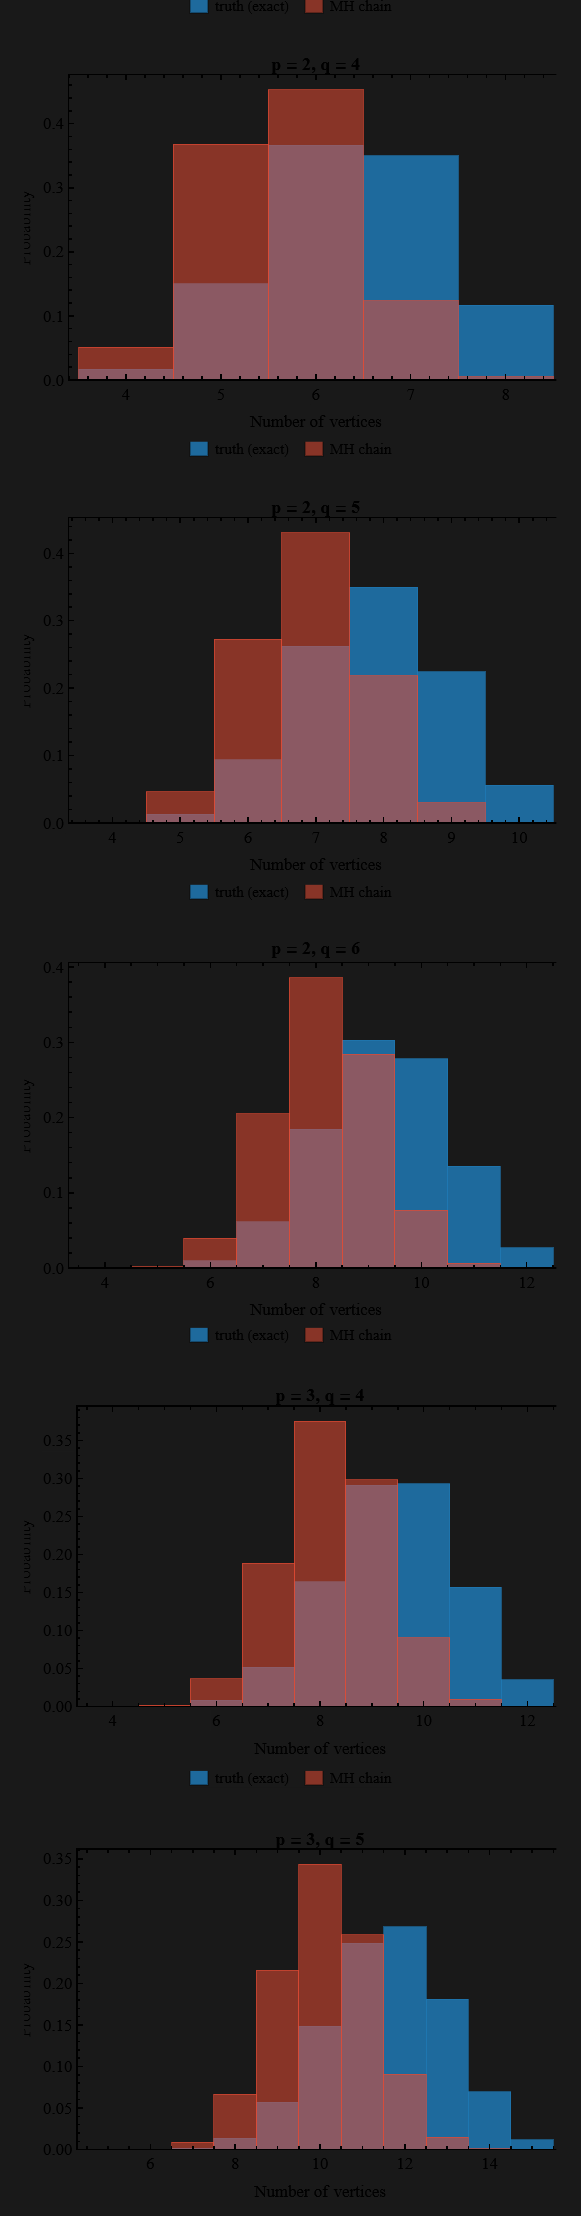 truth (exact) MH chain
p = 2, q = 4
Probability
0.4
0.3
0.2
0.1
0.0
4 5 6 7 8
Number of vertices
truth (exact) MH chain
p = 2, q = 5
Probability
0.4
0.3
0.2
0.1
0.0
4 5 6 7 8 9 10
Number of vertices
truth (exact) MH chain
p = 2, q = 6
Probability
0.4
0.3
0.2
0.1
0.0
4 6 8 10 12
Number of vertices
truth (exact) MH chain
p = 3, q = 4
Probability
0.35
0.30
0.25
0.20
0.15
0.10
0.05
0.00
4 6 8 10 12
Number of vertices
truth (exact) MH chain
p = 3, q = 5
Probability
0.35
0.30
0.25
0.20
0.15
0.10
0.05
0.00
6 8 10 12 14
Number of vertices